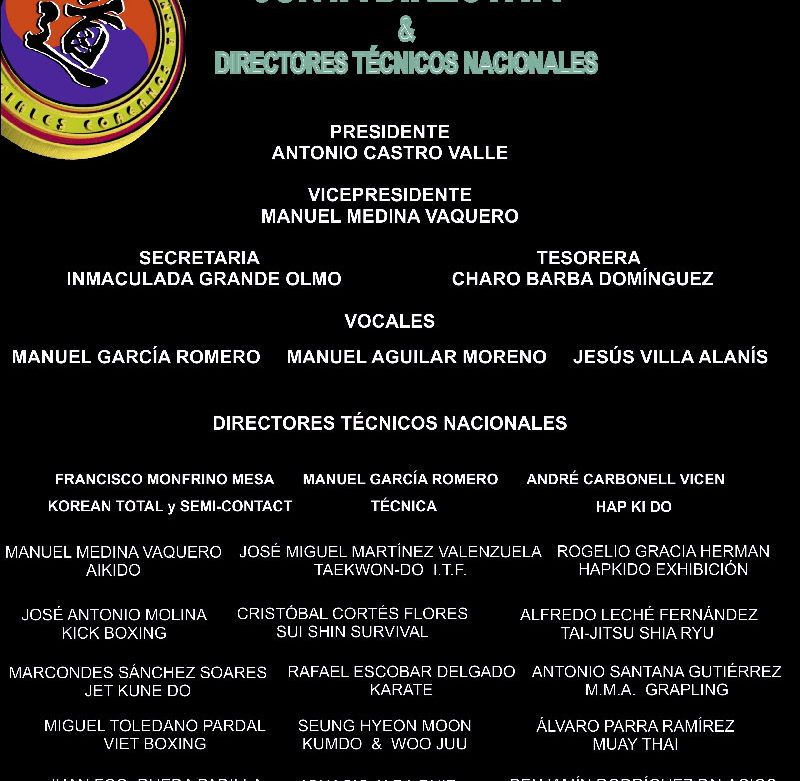 &
DIRECTORES TÉCNICOS NACIONALES
PRESIDENTE
ANTONIO CASTRO VALLE
VICEPRESIDENTE
MANUEL MEDINA VAQUERO
SECRETARIA TESORERA
INMACULADA GRANDE OLMO CHARO BARBA DOMÍNGUEZ
VOCALES
MANUEL GARCÍA ROMERO MANUEL AGUILAR MORENO JESÚS VILLA ALANÍS
DIRECTORES TÉCNICOS NACIONALES
FRANCISCO MONFRINO MESA MANUEL GARCÍA ROMERO ANDRÉ CARBONELL VICEN
KOREAN TOTAL y SEMI-CONTACT TÉCNICA HAP KI DO
MANUEL MEDINA VAQUERO JOSÉ MIGUEL MARTÍNEZ VALENZUELA ROGELIO GRACIA HERMAN
AIKIDO TAEKWON-DO I.T.F. HAPKIDO EXHIBICIÓN
JOSÉ ANTONIO MOLINA CRISTÓBAL CORTÉS FLORES ALFREDO LECHÉ FERNÁNDEZ
KICK BOXING SUI SHIN SURVIVAL TAI-JITSU SHIA RYU
MARCONDES SÁNCHEZ SOARES RAFAEL ESCOBAR DELGADO ANTONIO SANTANA GUTIÉRREZ
JET KUNE DO KARATE M.M.A. GRAPLING
MIGUEL TOLEDANO PARDAL SEUNG HYEON MOON ÁLVARO PARRA RAMÍREZ
VIET BOXING KUMDO & WOO JUU MUAY THAI